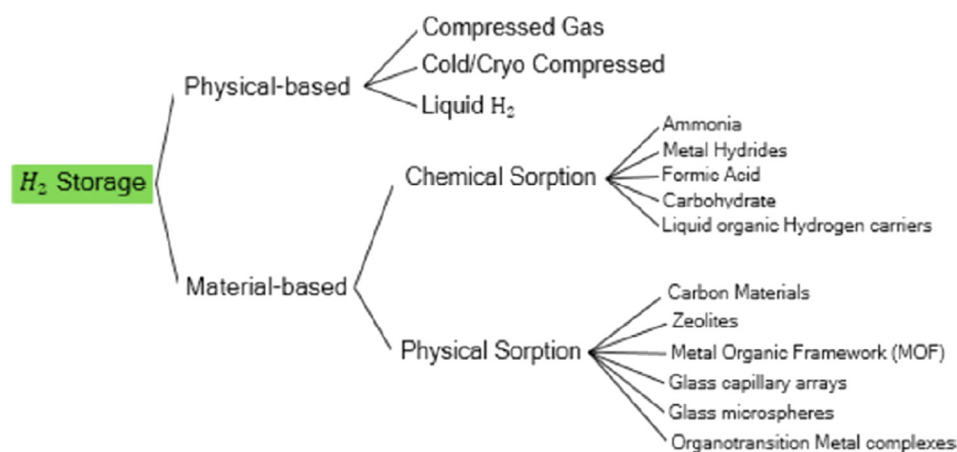 Compressed Gas
Physical-based
Cold/Cryo Compressed
Liquid H₂
H₂ Storage
Chemical Sorption
Ammonia
Metal Hydrides
Formic Acid
Carbohydrate
Liquid organic Hydrogen carriers
Material-based
Physical Sorption
Carbon Materials
Zeolites
Metal Organic Framework (MOF)
Glass capillary arrays
Glass microspheres
Organotransition Metal complexes